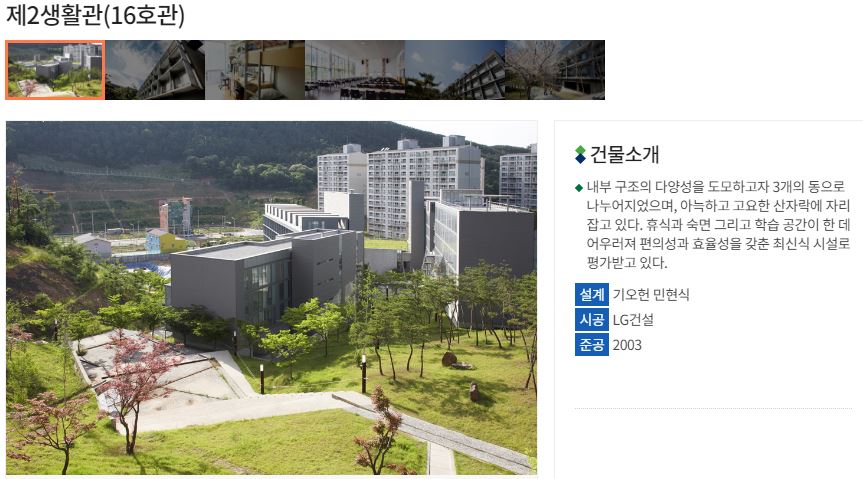 제2생활관(16호관)
건물소개
내부 구조의 다양성을 도모하고자 3개의 동으로
나누어지었으며, 아늑하고 고요한 산자락에 자리
잡고 있다. 휴식과 숙면 그리고 학습 공간이 한 데
어우러져 편의성과 효율성을 갖춘 최신식 시설로
평가받고 있다.
설계 기오헌 민현식
시공 LG건설
준공 2003